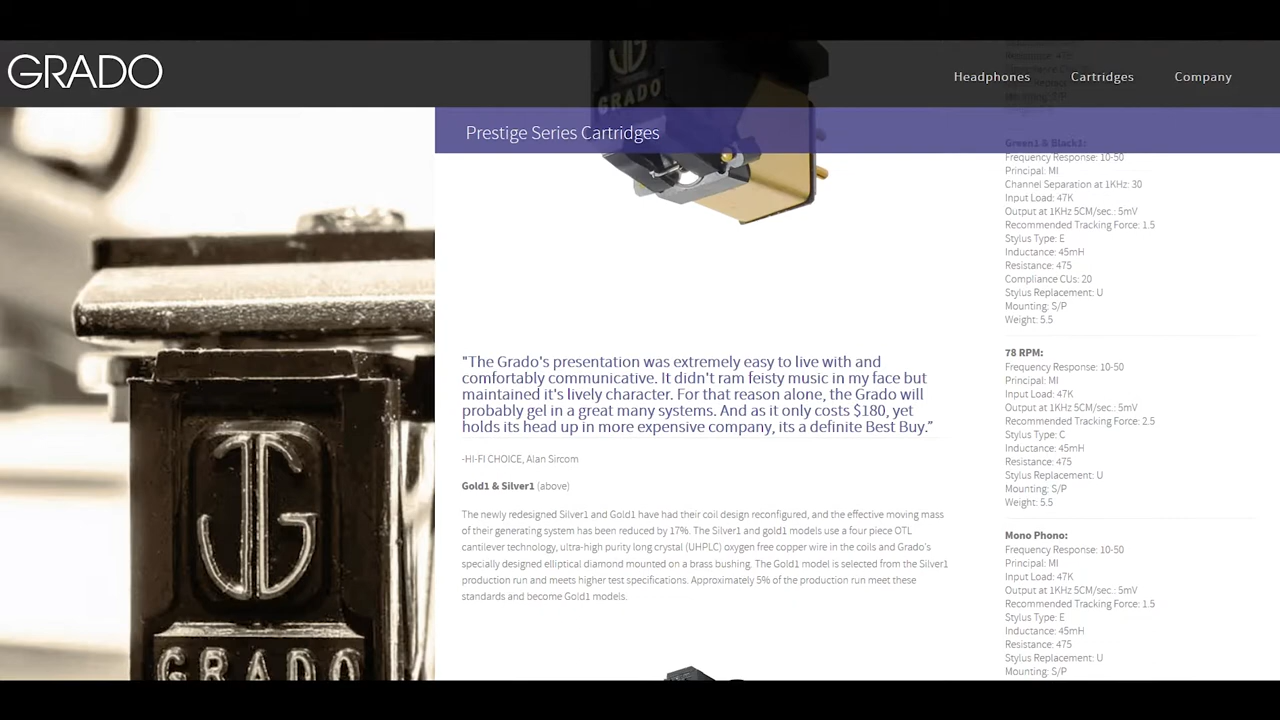 GRADO
Headphones
Cartridges
Company
Prestige Series Cartridges
GRADO
"The Grado's presentation was extremely easy to live with and
comfortably communicative. It didn't ram feisty music in my face but
maintained it's lively character. For that reason alone, the Grado will
probably gel in a great many systems. And as it only costs $180, yet
holds its head up in more expensive company, its a definite Best Buy."
-HI-FI CHOICE, Alan Sircom
Gold1 & Silver1 (above)
The newly redesigned Silver1 and Gold1 have had their coil design reconfigured, and the effective moving mass
of their generating system has been reduced by 17%. The Silver1 and gold1 models use a four piece OTL
cantilever technology, ultra-high purity long crystal (UHPLC) oxygen free copper wire in the coils and Grado's
specially designed elliptical diamond mounted on a brass bushing. The Gold1 model is selected from the Silver1
production run and meets higher test specifications. Approximately 5% of the production run meet these
standards and become Gold1 models.
Green1 & Black1:
Frequency Response: 10-50
Principal: MI
Channel Separation at 1KHz: 30
Input Load: 47K
Output at 1KHz 5CM/sec.: 5mV
Recommended Tracking Force: 1.5
Stylus Type: E
Inductance: 45mH
Resistance: 475
Compliance CUs: 20
Stylus Replacement: U
Mounting: S/P
Weight: 5.5
78 RPM:
Frequency Response: 10-50
Principal: MI
Input Load: 47K
Output at 1KHz 5CM/sec.: 5mV
Recommended Tracking Force: 2.5
Stylus Type: C
Inductance: 45mH
Resistance: 475
Stylus Replacement: U
Mounting: S/P
Weight: 5.5
Mono Phono:
Frequency Response: 10-50
Principal: MI
Input Load: 47K
Output at 1KHz 5CM/sec.: 5mV
Recommended Tracking Force: 1.5
Stylus Type: E
Inductance: 45mH
Resistance: 475
Stylus Replacement: U
Mounting: S/P
JG
GRADO